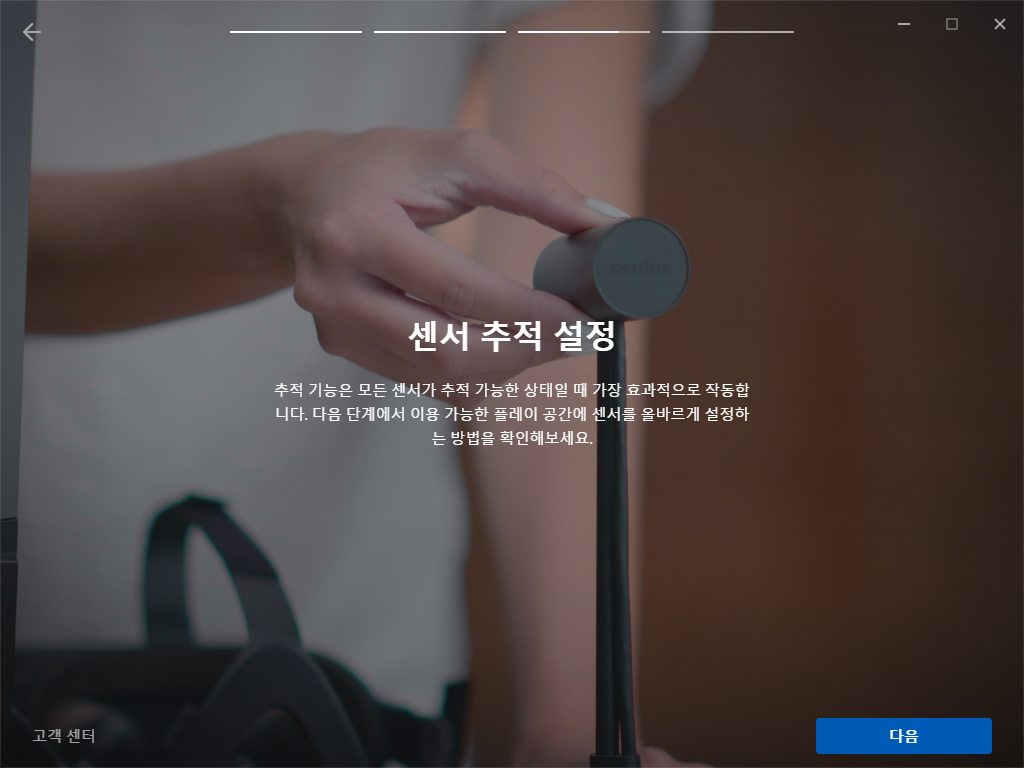 oculus
센서 추적 설정
추적 기능은 모든 센서가 추적 가능한 상태일 때 가장 효과적으로 작동합
니다. 다음 단계에서 이용 가능한 플레이 공간에 센서를 올바르게 설정하
는 방법을 확인해보세요.
고객 센터
다음